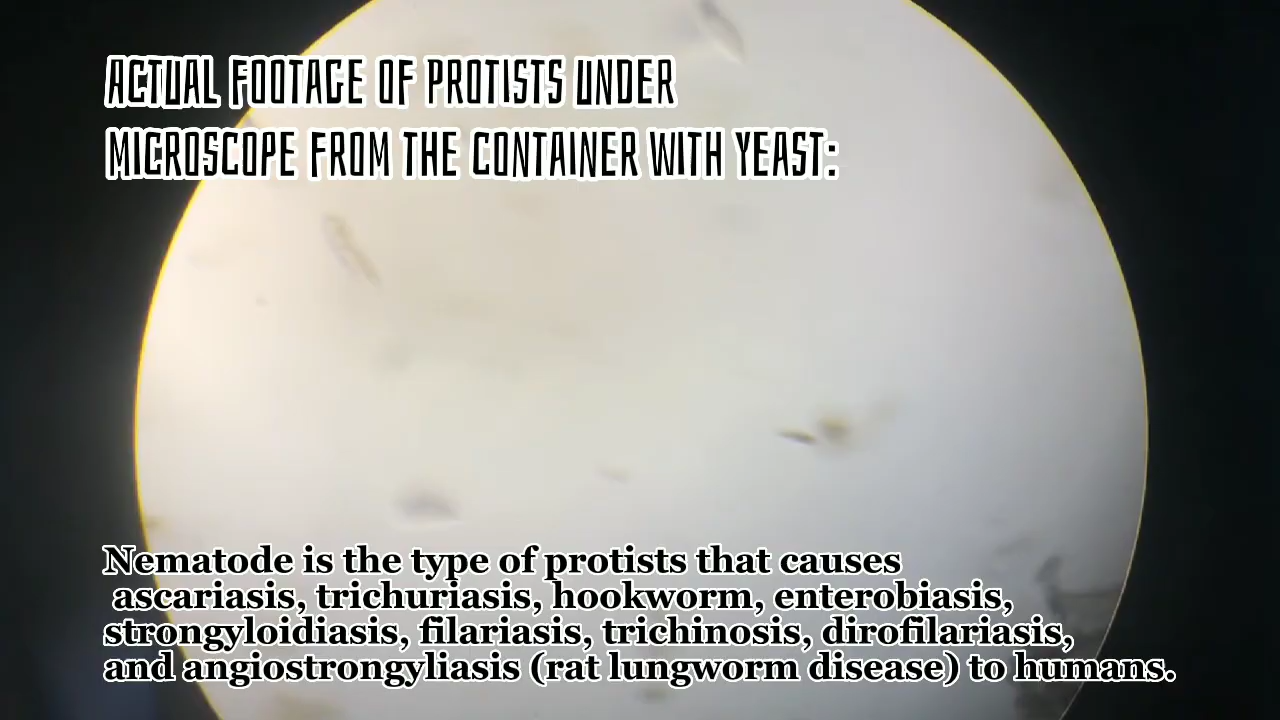 ACTUAL FOOTAGE OF PROTISTS UNDER
MICROSCOPE FROM THE CONTAINER WITH YEAST:
Nematode is the type of protists that causes
ascariasis, trichuriasis, hookworm, enterobiasis,
strongyloidiasis, filariasis, trichinosis, dirofilariasis,
and angiostrongyliasis (rat lungworm disease) to humans.